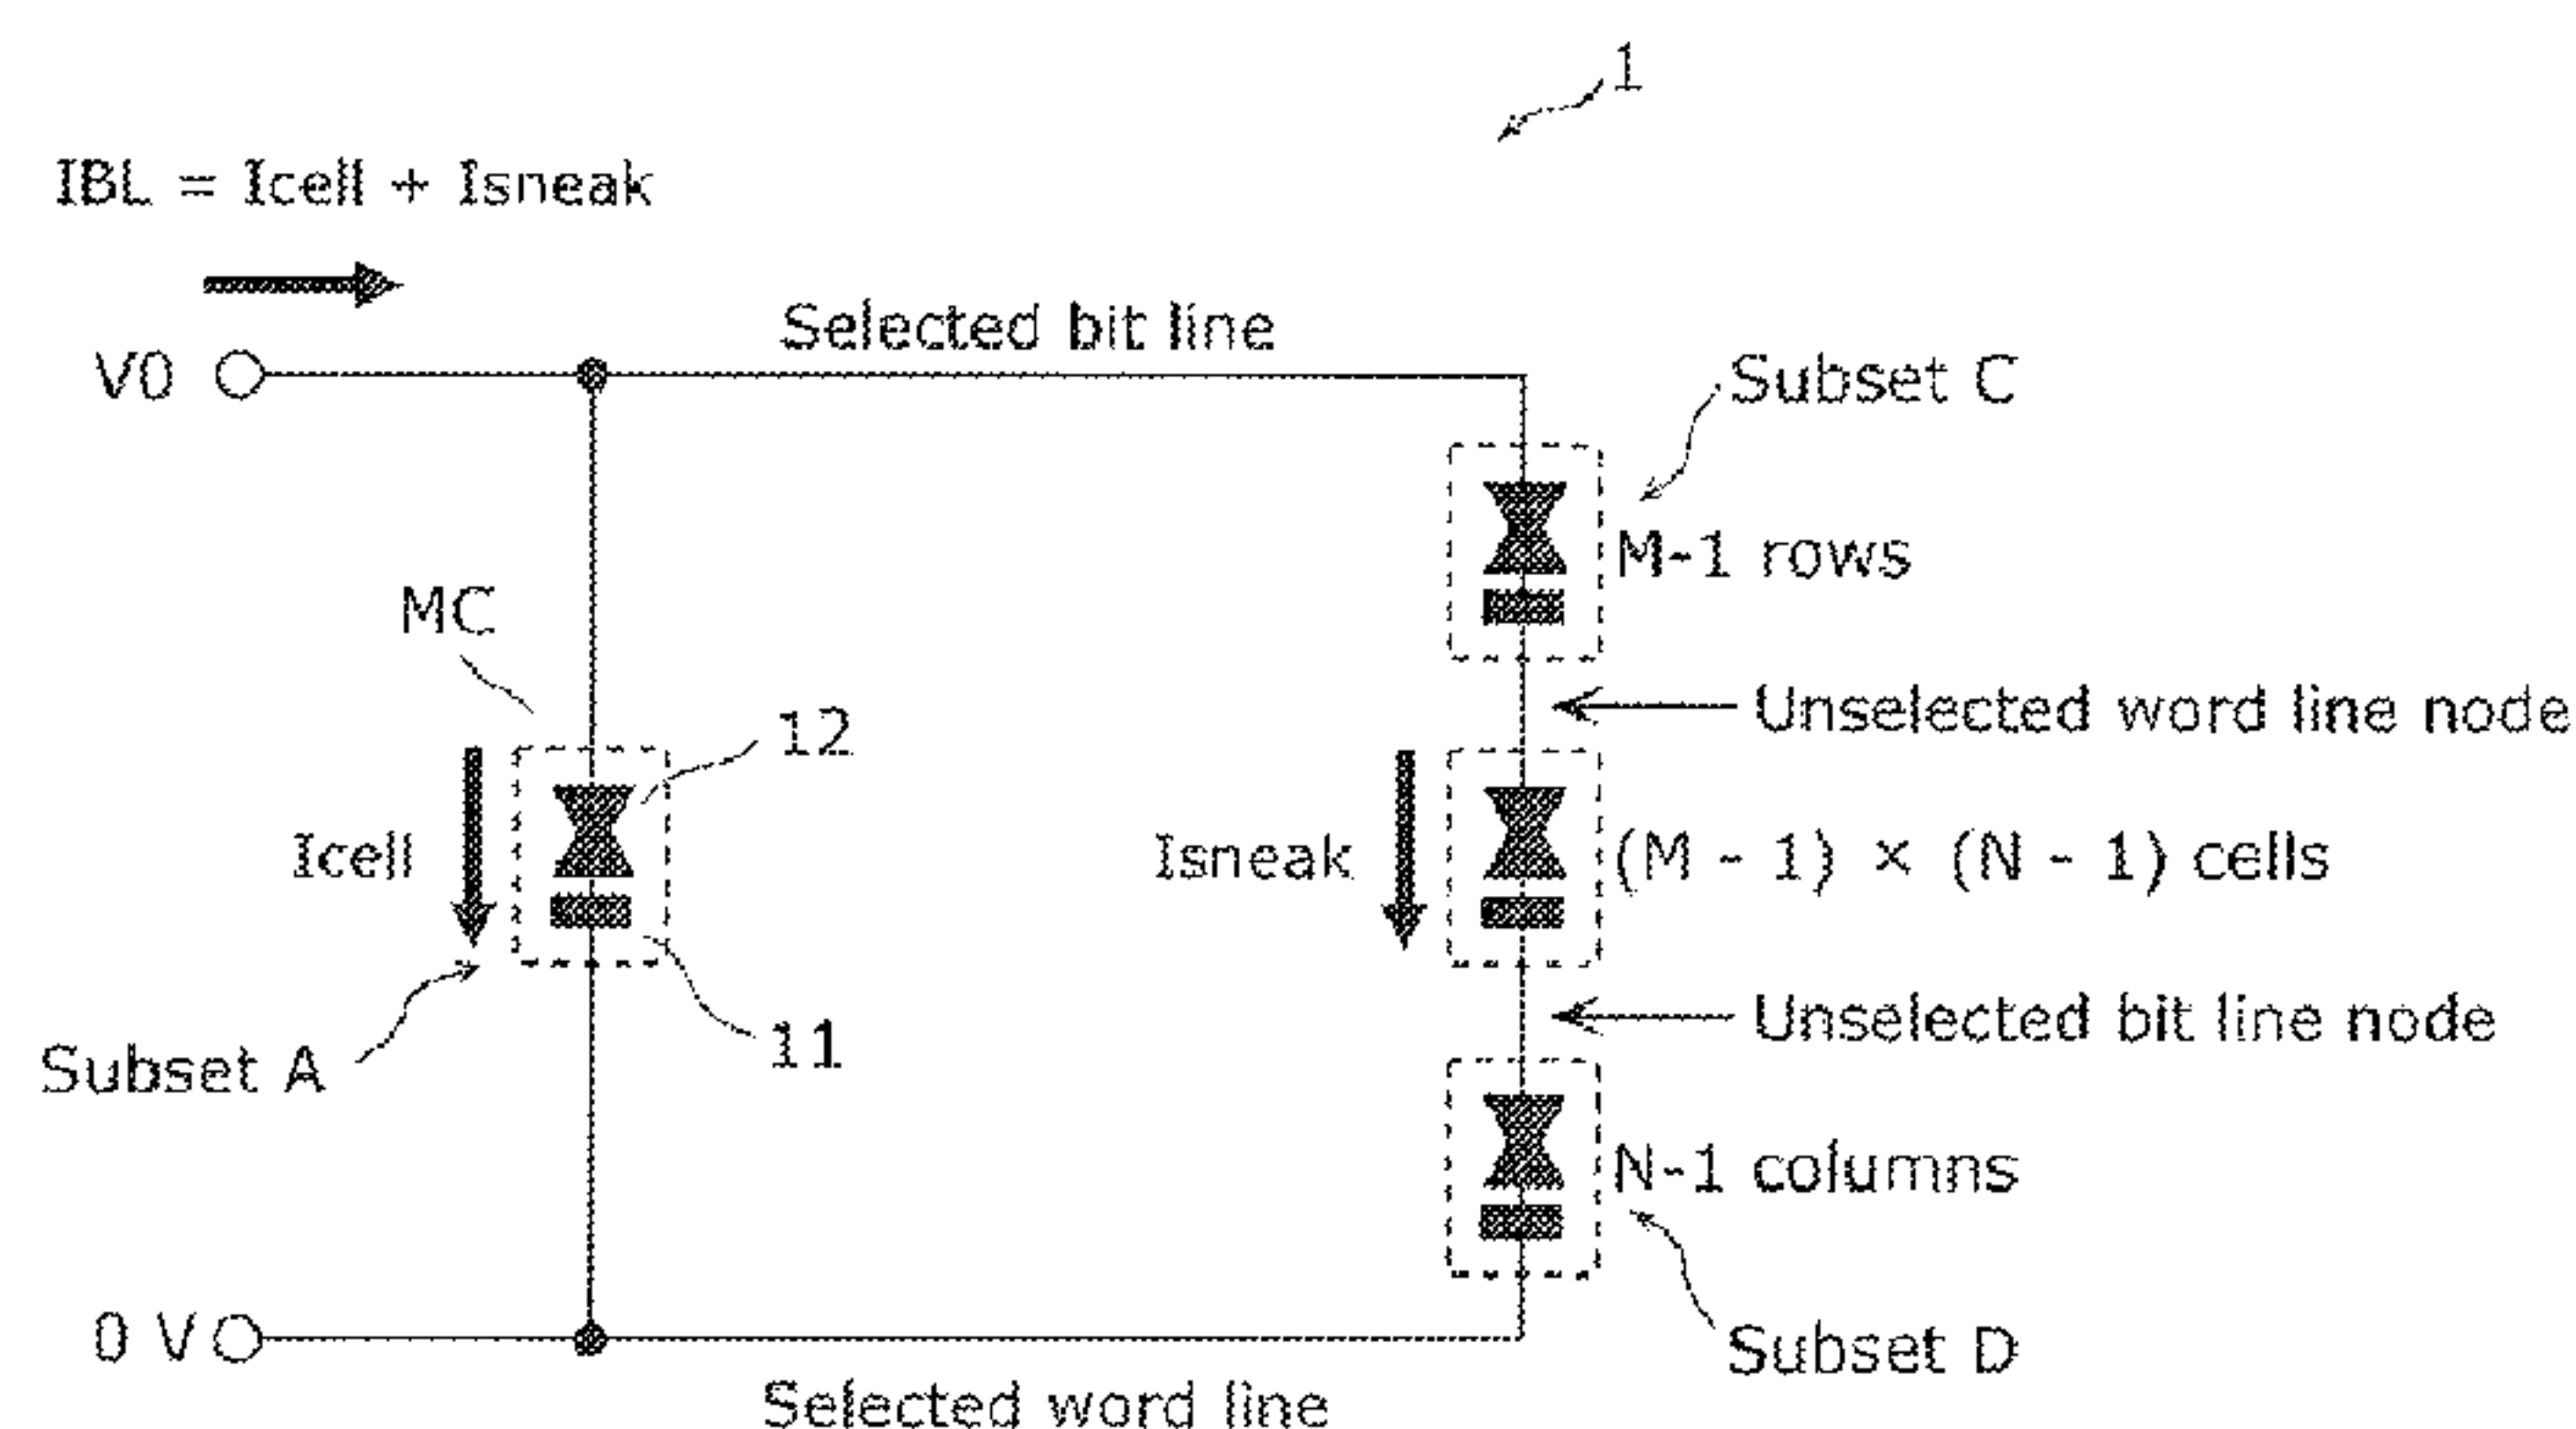 1
IBL = Icell + Isneak
Selected bit line
V0
Subset C
M-1 rows
MC
Unselected word line node
12
Icell
Isneak
(M - 1) × (N - 1) cells
Unselected bit line node
11
Subset A
N-1 columns
0 V
Subset D
Selected word line